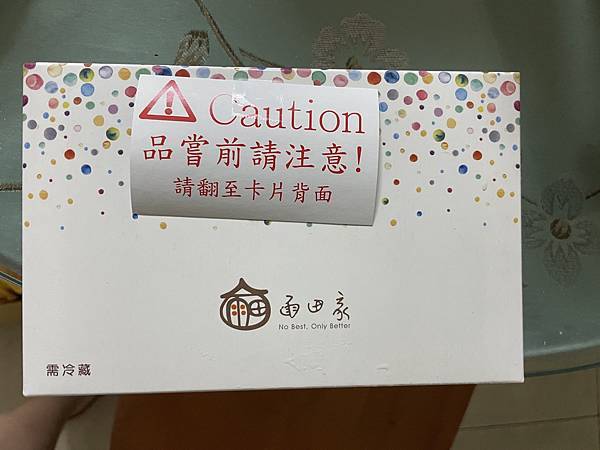 Caution
品嘗前請注意!
請翻至卡片背面
雨田家
No Best, Only Better
需冷藏